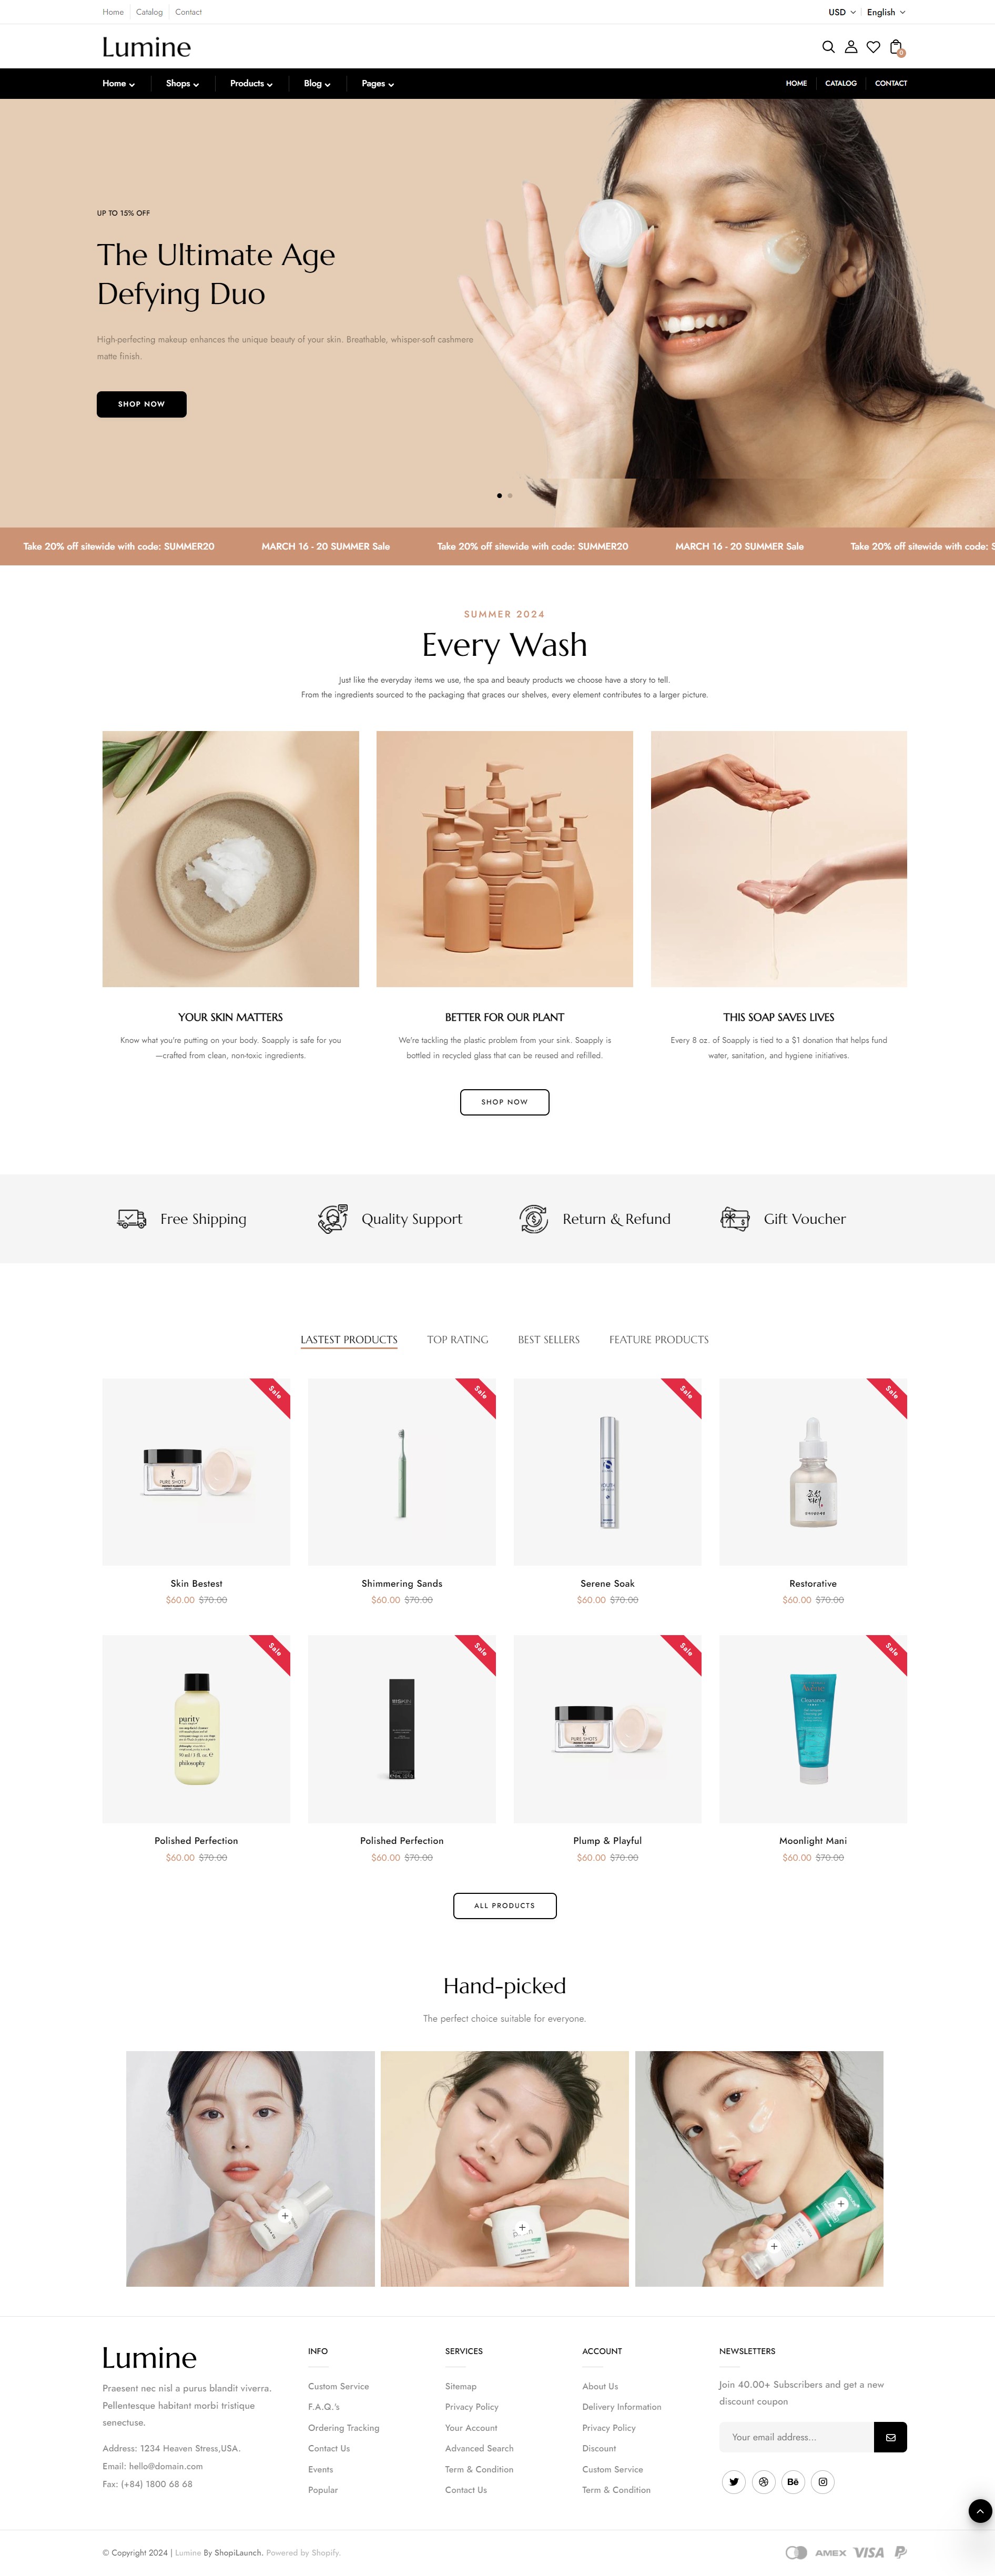 Home Catalog Contact
USD English
Lumine
0
Home Shops Products Blog Pages
HOME CATALOG CONTACT
UP TO 15% OFF
The Ultimate Age
Defying Duo
High-perfecting makeup enhances the unique beauty of your skin. Breathable, whisper-soft cashmere
matte finish.
SHOP NOW
Take 20% off sitewide with code: SUMMER20 MARCH 16 - 20 SUMMER Sale Take 20% off sitewide with code: SUMMER20 MARCH 16 - 20 SUMMER Sale Take 20% off sitewide with code: S
SUMMER 2024
Every Wash
Just like the everyday items we use, the spa and beauty products we choose have a story to tell.
From the ingredients sourced to the packaging that graces our shelves, every element contributes to a larger picture.
YOUR SKIN MATTERS
Know what you're putting on your body. Soapply is safe for you
—crafted from clean, non-toxic ingredients.
BETTER FOR OUR PLANT
We're tackling the plastic problem from your sink. Soapply is
bottled in recycled glass that can be reused and refilled.
THIS SOAP SAVES LIVES
Every 8 oz. of Soapply is tied to a $1 donation that helps fund
water, sanitation, and hygiene initiatives.
SHOP NOW
Free Shipping
Quality Support
Return & Refund
Gift Voucher
LASTEST PRODUCTS TOP RATING BEST SELLERS FEATURE PRODUCTS
Sale
PURE SHOTS
Skin Bestest
$60.00 $70.00
Sale
Shimmering Sands
$60.00 $70.00
Sale
Serene Soak
$60.00 $70.00
Sale
Restorative
$60.00 $70.00
Sale
purity
philosophy
Polished Perfection
$60.00 $70.00
Sale
Polished Perfection
$60.00 $70.00
Sale
PURE SHOTS
Plump & Playful
$60.00 $70.00
Sale
Cleanance
Moonlight Mani
$60.00 $70.00
ALL PRODUCTS
Hand-picked
The perfect choice suitable for everyone.
Lumine
Praesent nec nisl a purus blandit viverra.
Pellentesque habitant morbi tristique
senectuse.
Address: 1234 Heaven Stress,USA.
Email: hello@domain.com
Fax: (+84) 1800 68 68
INFO
Custom Service
F.A.Q.'s
Ordering Tracking
Contact Us
Events
Popular
SERVICES
Sitemap
Privacy Policy
Your Account
Advanced Search
Term & Condition
Contact Us
ACCOUNT
About Us
Delivery Information
Privacy Policy
Discount
Custom Service
Term & Condition
NEWSLETTERS
Join 40.00+ Subscribers and get a new
discount coupon
Your email address...
Bē
© Copyright 2024 | Lumine By ShopiLaunch. Powered by Shopify.
AMEX VISA